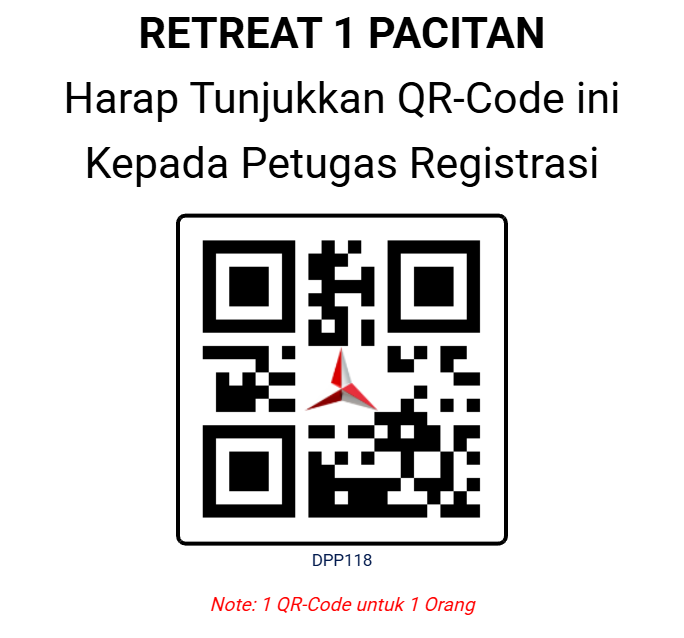 RETREAT 1 PACITAN
Harap Tunjukkan QR-Code ini
Kepada Petugas Registrasi
DPP118
Note: 1 QR-Code untuk 1 Orang